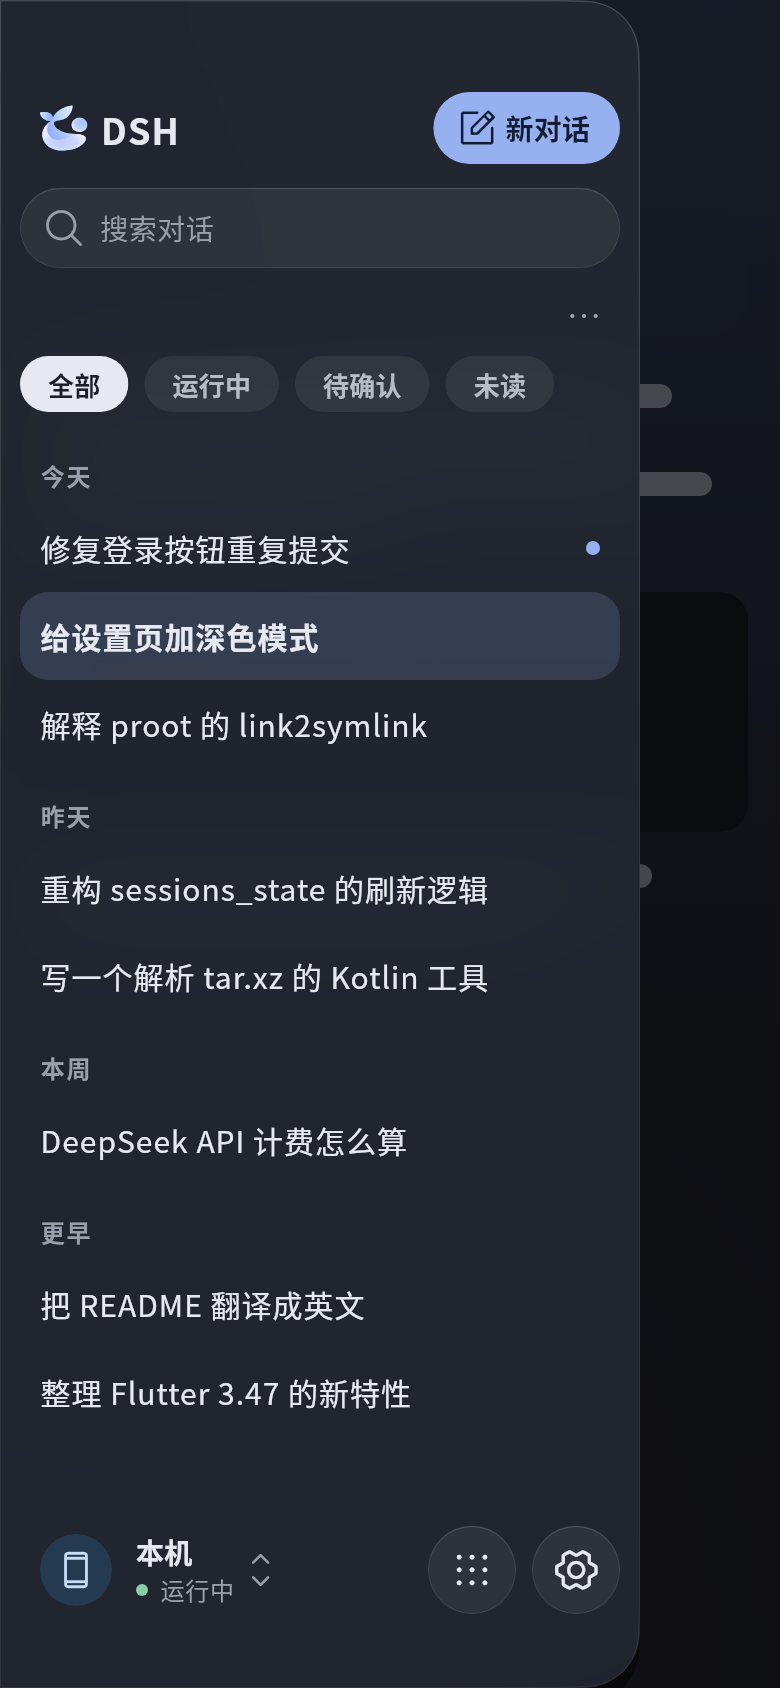 DSH
新对话
搜索对话
...
全部 运行中 待确认 未读
今天
修复登录按钮重复提交
给设置页加深色模式
解释 proot 的 link2symlink
昨天
重构 sessions_state 的刷新逻辑
写一个解析 tar.xz 的 Kotlin 工具
本周
DeepSeek API 计费怎么算
更早
把 README 翻译成英文
整理 Flutter 3.47 的新特性
本机
运行中